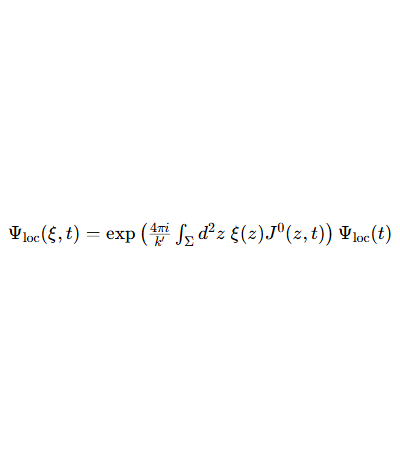 Ψ_loc(ξ, t) = exp (4πi/k′ ∫_Σ d²z ξ(z)J⁰(z, t)) Ψ_loc(t)